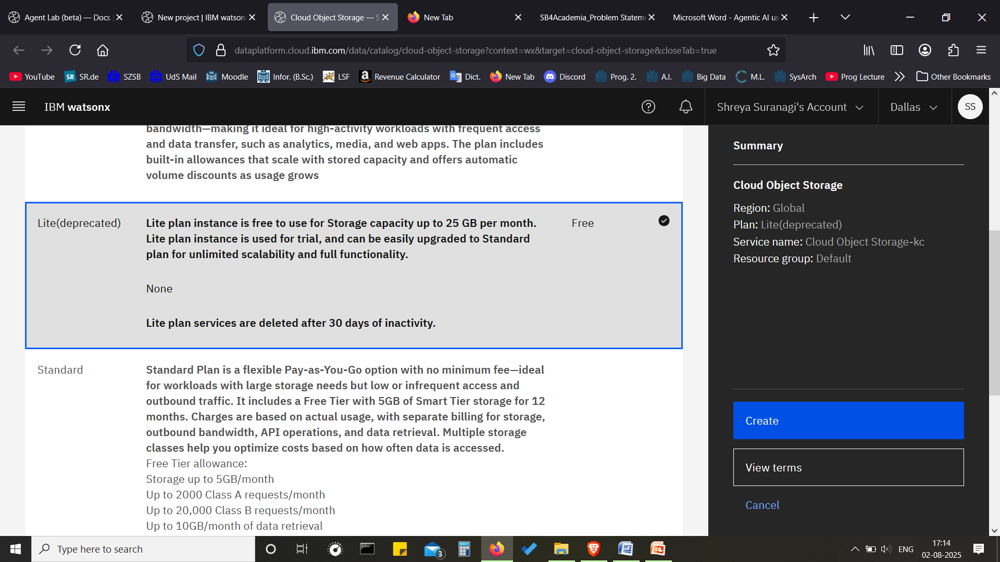 Agent Lab (beta) — Docs
New project | IBM watson
Cloud Object Storage — S
New Tab
SB4Academia_Problem Stateme
Microsoft Word - Agentic AI us
dataplatform.cloud.ibm.com/data/catalog/cloud-object-storage?context=wx&target=cloud-object-storage&closeTab=true
YouTube
SR SR.de
SZSB
UdS Mail
Moodle
Infor. (B.Sc.)
LSF
a Revenue Calculator
Dict.
New Tab
Discord
Prog. 2.
A.I.
Big Data
M.L.
SysArch
Prog Lecture
Other Bookmarks
IBM watsonx
Shreya Suranagi's Account
Dallas
SS
bandwidth—making it ideal for high-activity workloads with frequent access
and data transfer, such as analytics, media, and web apps. The plan includes
built-in allowances that scale with stored capacity and offers automatic
volume discounts as usage grows
Lite(deprecated)
Lite plan instance is free to use for Storage capacity up to 25 GB per month.
Lite plan instance is used for trial, and can be easily upgraded to Standard
plan for unlimited scalability and full functionality.
Free
None
Lite plan services are deleted after 30 days of inactivity.
Standard
Standard Plan is a flexible Pay-as-You-Go option with no minimum fee—ideal
for workloads with large storage needs but low or infrequent access and
outbound traffic. It includes a Free Tier with 5GB of Smart Tier storage for 12
months. Charges are based on actual usage, with separate billing for storage,
outbound bandwidth, API operations, and data retrieval. Multiple storage
classes help you optimize costs based on how often data is accessed.
Free Tier allowance:
Storage up to 5GB/month
Up to 2000 Class A requests/month
Up to 20,000 Class B requests/month
Up to 10GB/month of data retrieval
Summary
Cloud Object Storage
Region: Global
Plan: Lite(deprecated)
Service name: Cloud Object Storage-kc
Resource group: Default
Create
View terms
Cancel
Type here to search
3
ENG
17:14
02-08-2025